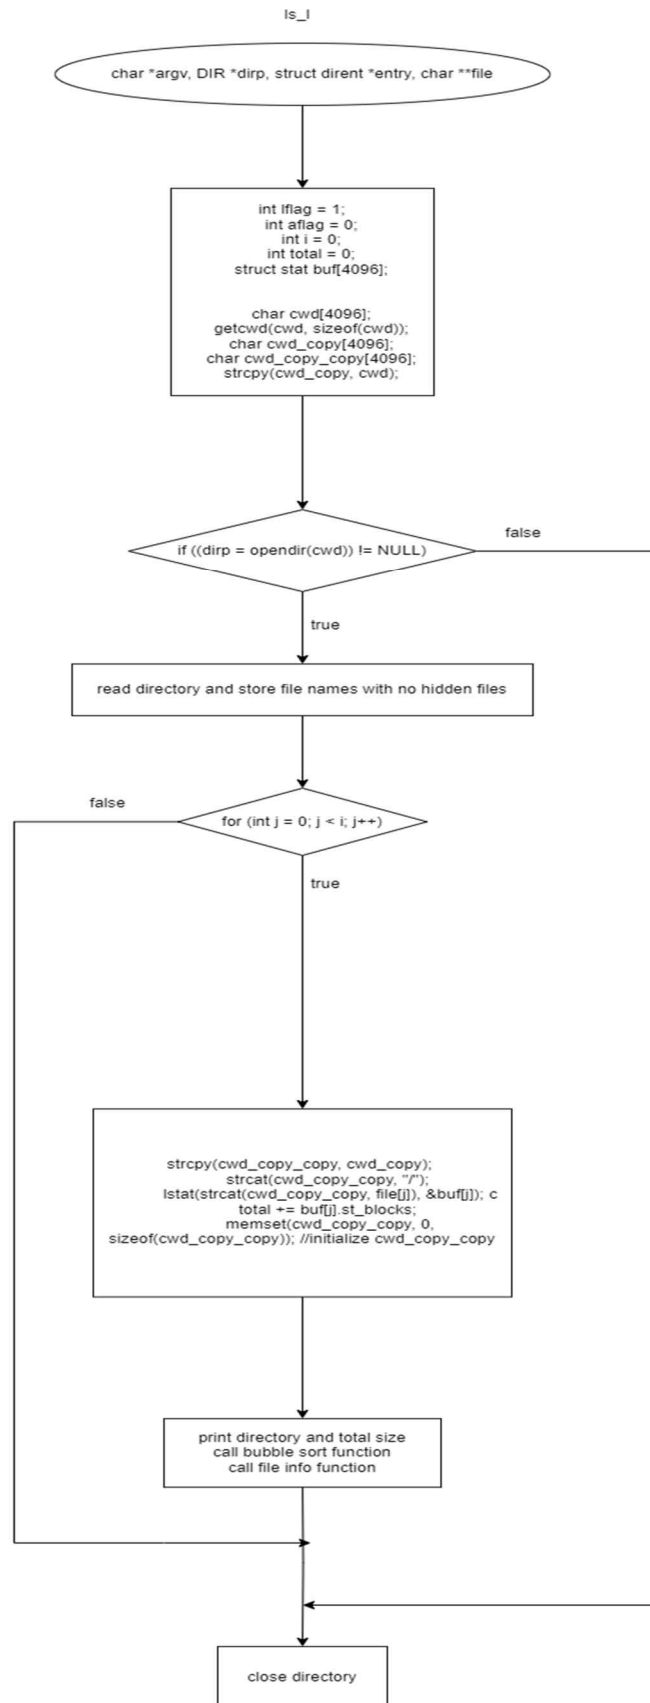 ls_l
char *argv, DIR *dirp, struct dirent *entry, char **file
int lflag = 1;
int aflag = 0;
int i = 0;
int total = 0;
struct stat buf[4096];
char cwd[4096];
getcwd(cwd, sizeof(cwd));
char cwd_copy[4096];
char cwd_copy_copy[4096];
strcpy(cwd_copy, cwd);
if ((dirp = opendir(cwd)) != NULL)
false
true
read directory and store file names with no hidden files
false
for (int j = 0; j < i; j++)
true
strcpy(cwd_copy_copy, cwd_copy);
strcat(cwd_copy_copy, "/");
lstat(strcat(cwd_copy_copy, file[j]), &buf[j]); c
total += buf[j].st_blocks;
memset(cwd_copy_copy, 0,
sizeof(cwd_copy_copy)); //initialize cwd_copy_copy
print directory and total size
call bubble sort function
call file info function
close directory